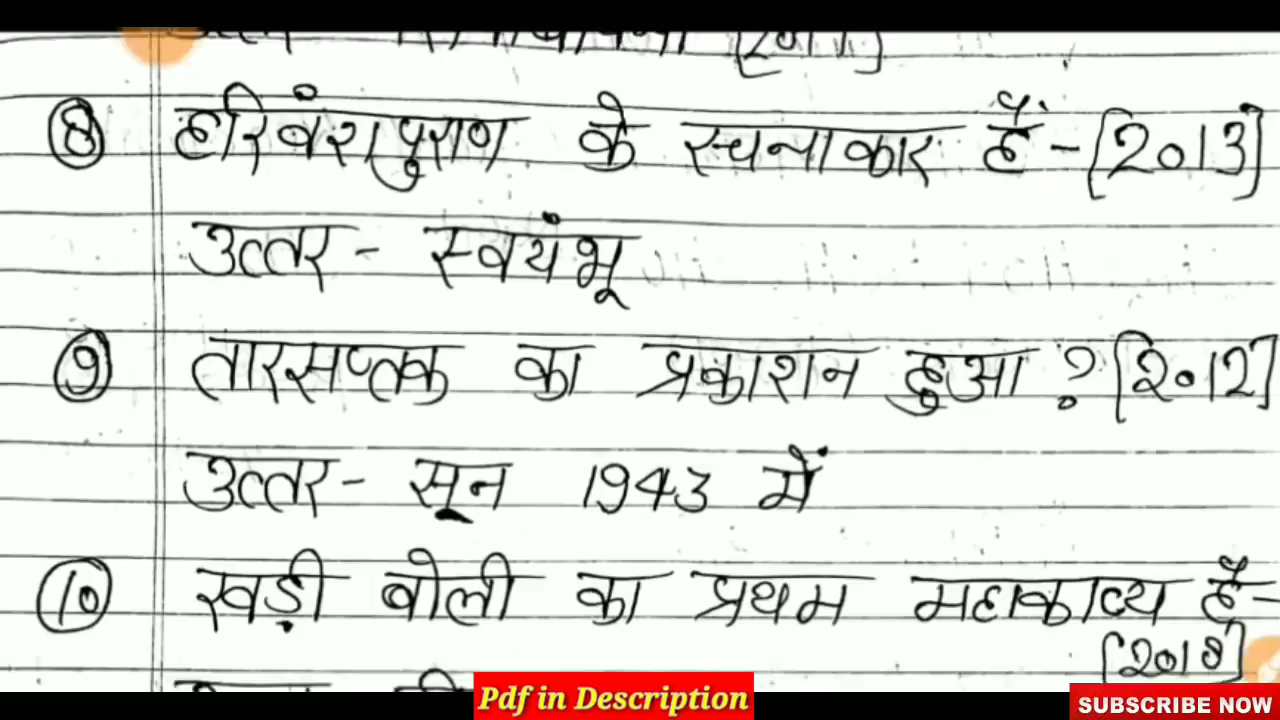 ⑧ हरिवंशपुराण के रचनाकार हैं - [2013]
उत्तर - स्वयंभू
⑨ तारसप्तक का प्रकाशन हुआ ? [2012]
उत्तर - सून 1943 में
⑩ खड़ी बोली का प्रथम महाकाव्य है -
[2018]
Pdf in Description
SUBSCRIBE NOW